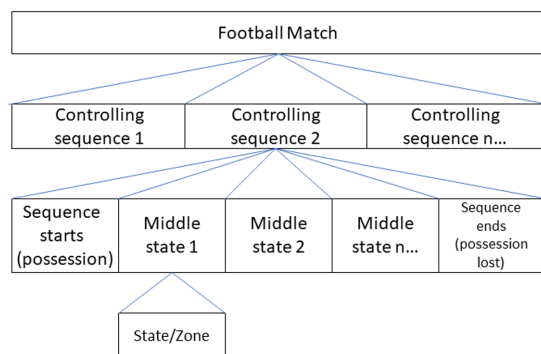 Football Match
Controlling
sequence 1
Controlling
sequence 2
Controlling
sequence n...
Sequence
starts
(possession)
Middle
state 1
Middle
state 2
Middle
state n...
Sequence
ends
(possession
lost)
State/Zone